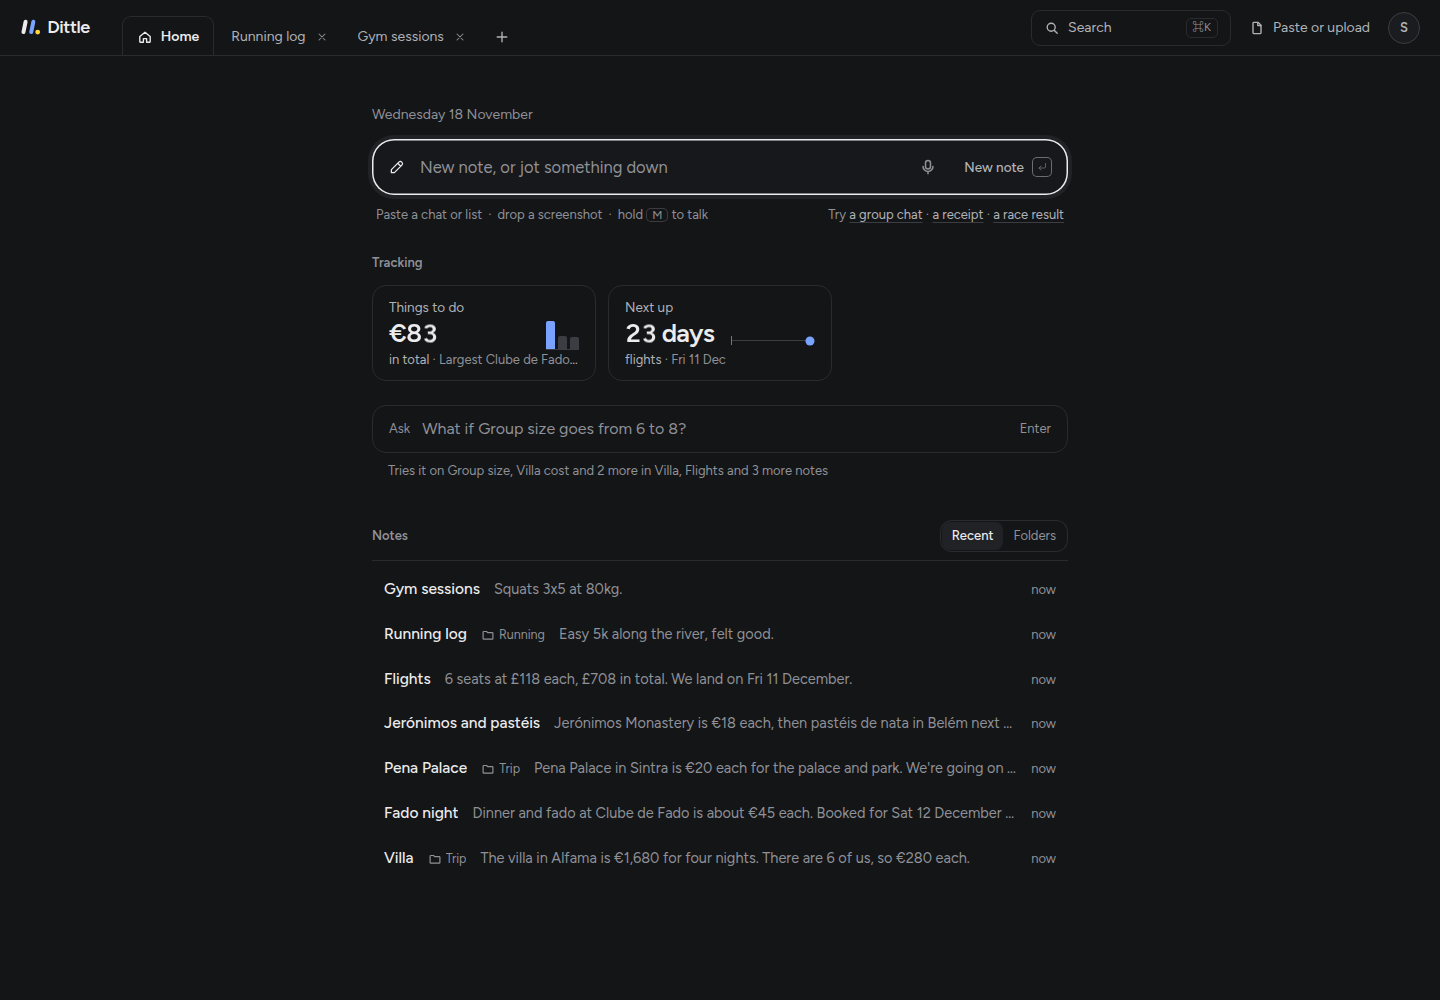 Dittle
Home
Running log
Gym sessions
Search ⌘K
Paste or upload
S
Wednesday 18 November
New note, or jot something down
New note
Paste a chat or list · drop a screenshot · hold M to talk
Try a group chat · a receipt · a race result
Tracking
Things to do
€83
in total · Largest Clube de Fado...
Next up
23 days
flights · Fri 11 Dec
Ask What if Group size goes from 6 to 8? Enter
Tries it on Group size, Villa cost and 2 more in Villa, Flights and 3 more notes
Notes
Recent Folders
Gym sessions Squats 3x5 at 80kg. now
Running log Running Easy 5k along the river, felt good. now
Flights 6 seats at £118 each, £708 in total. We land on Fri 11 December. now
Jerónimos and pastéis Jerónimos Monastery is €18 each, then pastéis de nata in Belém next ... now
Pena Palace Trip Pena Palace in Sintra is €20 each for the palace and park. We're going on ... now
Fado night Dinner and fado at Clube de Fado is about €45 each. Booked for Sat 12 December ... now
Villa Trip The villa in Alfama is €1,680 for four nights. There are 6 of us, so €280 each. now